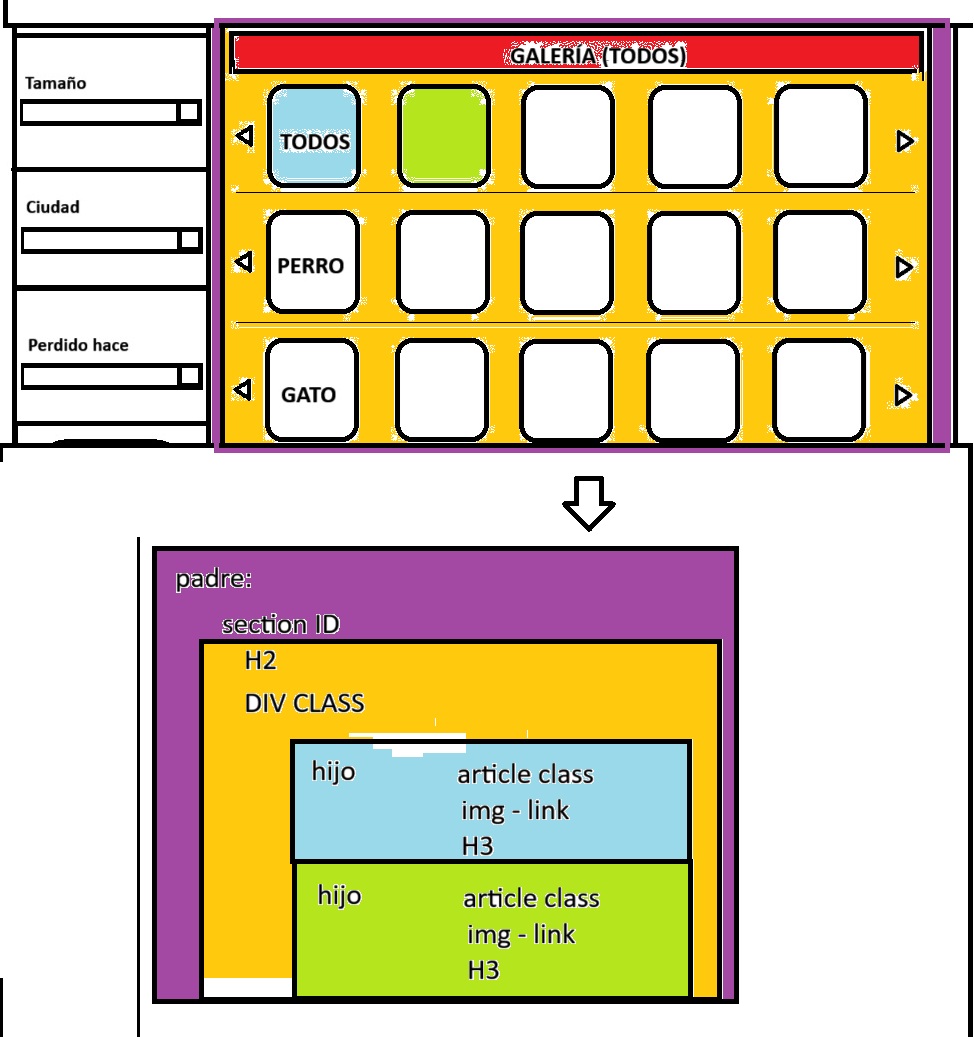 GALERÍA (TODOS)
Tamaño
TODOS
Ciudad
PERRO
Perdido hace
GATO
padre:
section ID
H2
DIV CLASS
hijo article class
img - link
H3
hijo article class
img - link
H3